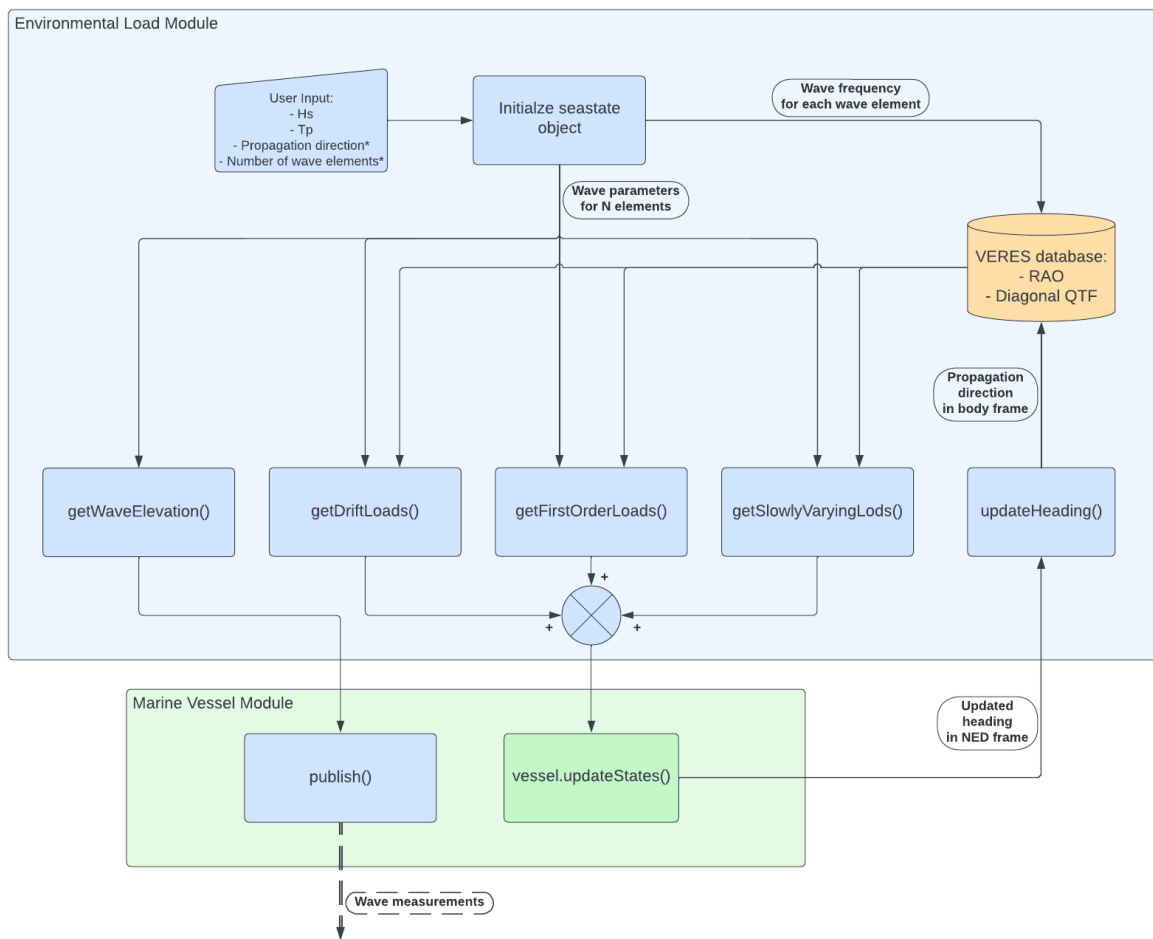 Environmental Load Module
User Input:
- Hs
- Tp
- Propagation direction*
- Number of wave elements*
Initialze seastate
object
Wave frequency
for each wave element
Wave parameters
for N elements
VERES database:
- RAO
- Diagonal QTF
Propagation
direction
in body frame
getWaveElevation()
getDriftLoads()
getFirstOrderLoads()
getSlowlyVaryingLods()
updateHeading()
+
+
+
Marine Vessel Module
Updated
heading
in NED frame
publish()
vessel.updateStates()
Wave measurements